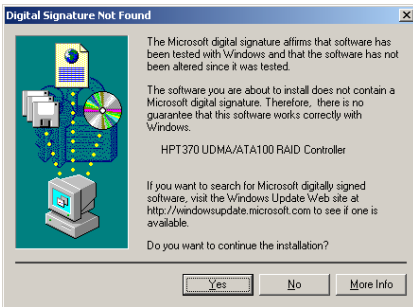 Digital Signature Not Found
The Microsoft digital signature affirms that software has
been tested with Windows and that the software has not
been altered since it was tested.
The software you are about to install does not contain a
Microsoft digital signature. Therefore, there is no
guarantee that this software works correctly with
Windows.
HPT370 UDMA/ATA100 RAID Controller
If you want to search for Microsoft digitally signed
software, visit the Windows Update Web site at
http://windowsupdate.microsoft.com to see if one is
available.
Do you want to continue the installation?
Yes No More Info